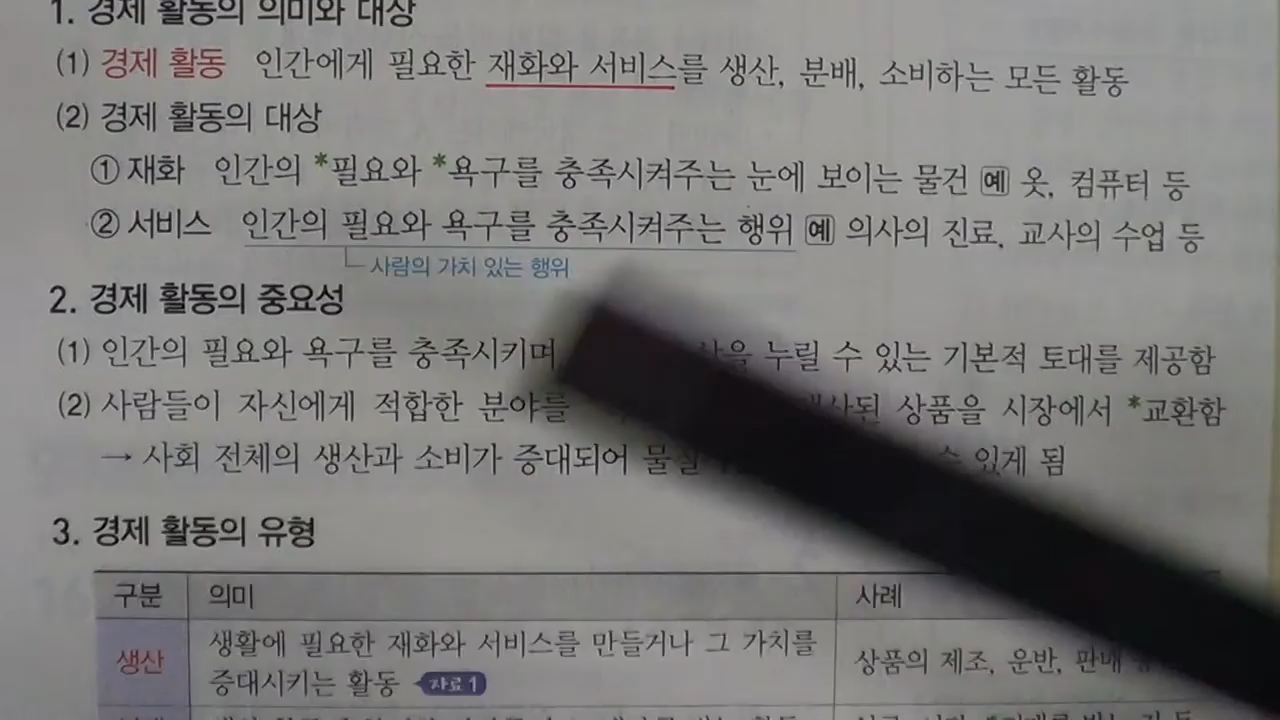 1. 경제 활동의 의미와 대상
(1) 경제 활동 인간에게 필요한 재화와 서비스를 생산, 분배, 소비하는 모든 활동
(2) 경제 활동의 대상
① 재화 인간의 *필요와 *욕구를 충족시켜주는 눈에 보이는 물건 예 옷, 컴퓨터 등
② 서비스 인간의 필요와 욕구를 충족시켜주는 행위 예 의사의 진료, 교사의 수업 등
사람의 가치 있는 행위
2. 경제 활동의 중요성
(1) 인간의 필요와 욕구를 충족시키며 누릴 수 있는 기본적 토대를 제공함
(2) 사람들이 자신에게 적합한 분야를 상품을 시장에서 *교환함
→ 사회 전체의 생산과 소비가 증대되어 있게 됨
3. 경제 활동의 유형
구분 의미 사례
생산 생활에 필요한 재화와 서비스를 만들거나 그 가치를
증대시키는 활동 자료 1
상품의 제조, 운반, 판매